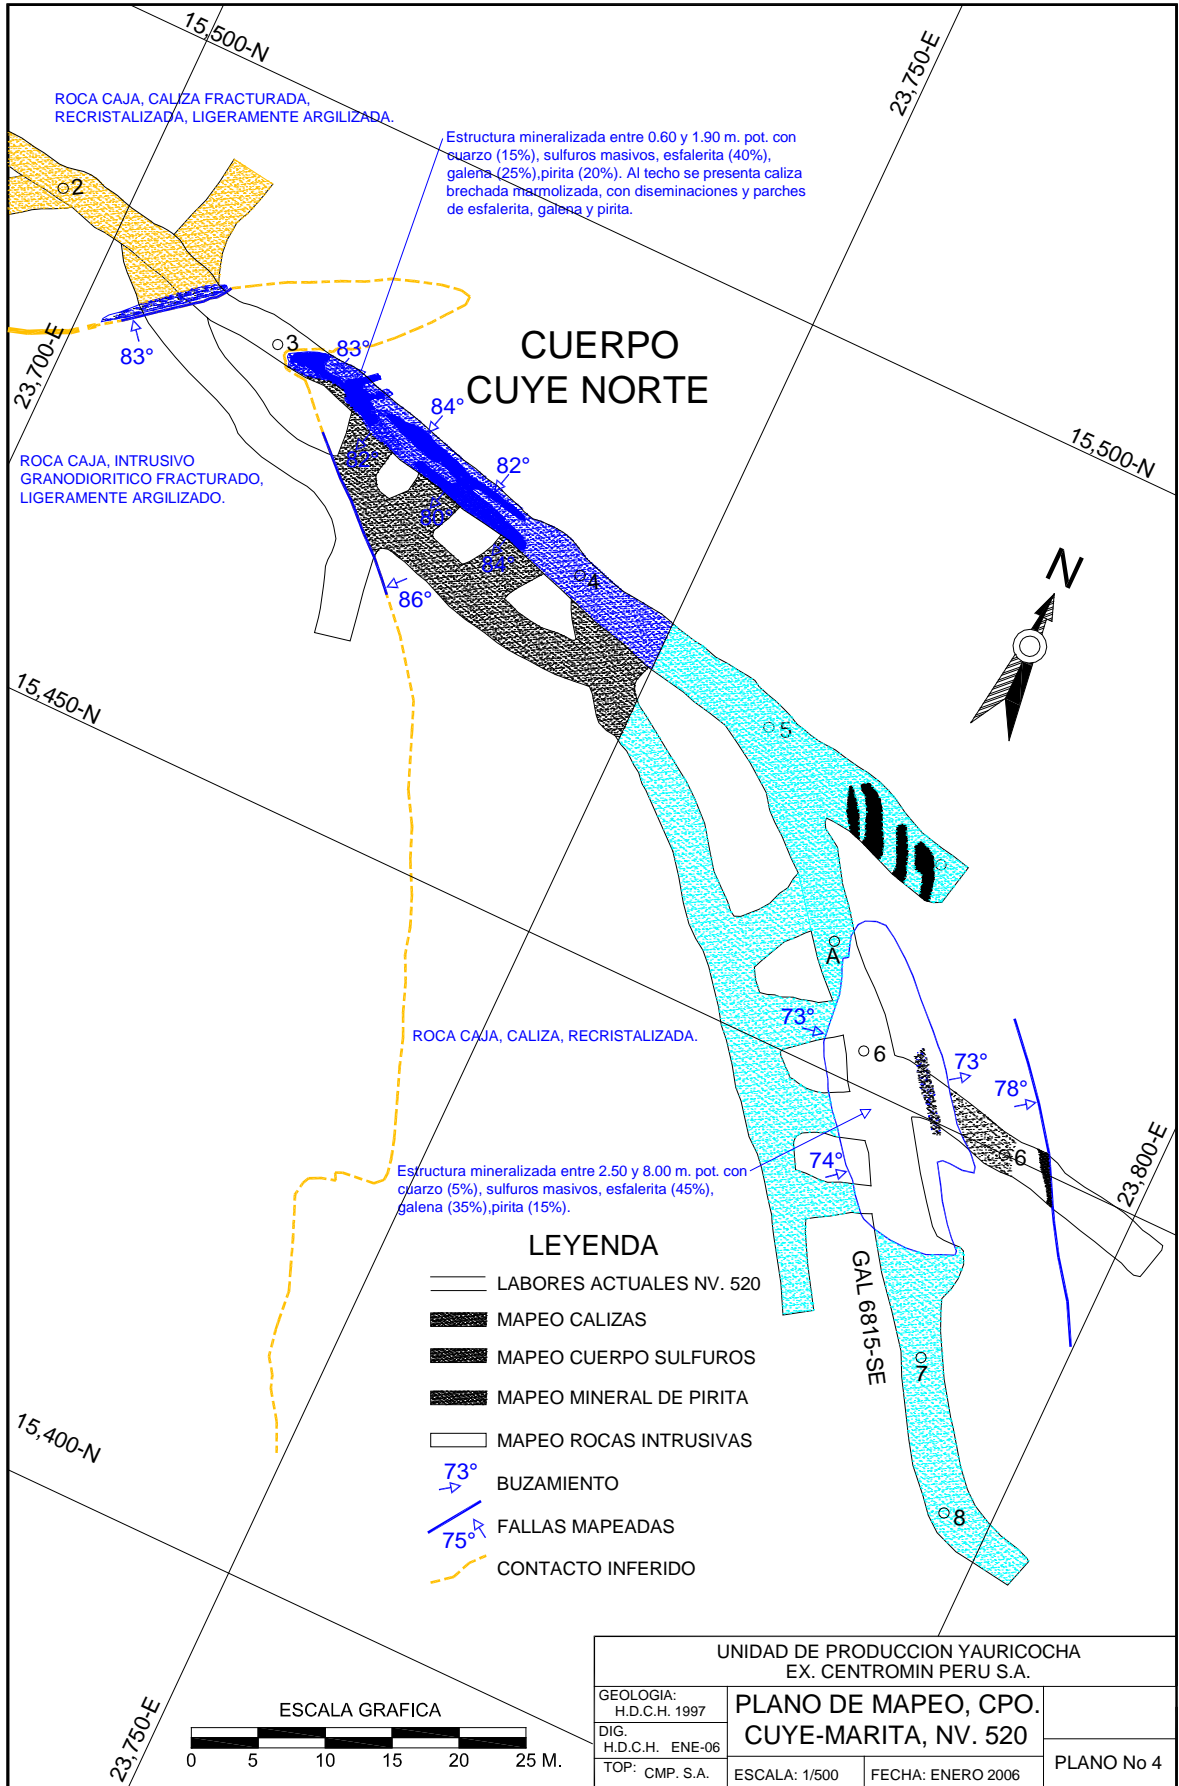 15,500-N
23,750-E
ROCA CAJA, CALIZA FRACTURADA,
RECRISTALIZADA, LIGERAMENTE ARGILIZADA.
Estructura mineralizada entre 0.60 y 1.90 m. pot. con
cuarzo (15%), sulfuros masivos, esfalerita (40%),
galena (25%),pirita (20%). Al techo se presenta caliza
brechada marmolizada, con diseminaciones y parches
de esfalerita, galena y pirita.
2
23,700-E
83°
3
83°
CUERPO
CUYE NORTE
84°
15,500-N
ROCA CAJA, INTRUSIVO
GRANODIORITICO FRACTURADO,
LIGERAMENTE ARGILIZADO.
82°
82°
80°
84°
4
86°
N
15,450-N
5
A
73°
ROCA CAJA, CALIZA, RECRISTALIZADA.
6
73°
78°
6
74°
23,800-E
Estructura mineralizada entre 2.50 y 8.00 m. pot. con
cuarzo (5%), sulfuros masivos, esfalerita (45%),
galena (35%),pirita (15%).
GAL 6815-SE
LEYENDA
LABORES ACTUALES NV. 520
MAPEO CALIZAS
MAPEO CUERPO SULFUROS
MAPEO MINERAL DE PIRITA
MAPEO ROCAS INTRUSIVAS
73°
BUZAMIENTO
75°
FALLAS MAPEADAS
CONTACTO INFERIDO
7
8
15,400-N
23,750-E
ESCALA GRAFICA
0 5 10 15 20 25 M.
UNIDAD DE PRODUCCION YAURICOCHA
EX. CENTROMIN PERU S.A.
GEOLOGIA:
H.D.C.H. 1997
DIG.
H.D.C.H. ENE-06
TOP: CMP. S.A.
PLANO DE MAPEO, CPO.
CUYE-MARITA, NV. 520
ESCALA: 1/500
FECHA: ENERO 2006
PLANO No 4